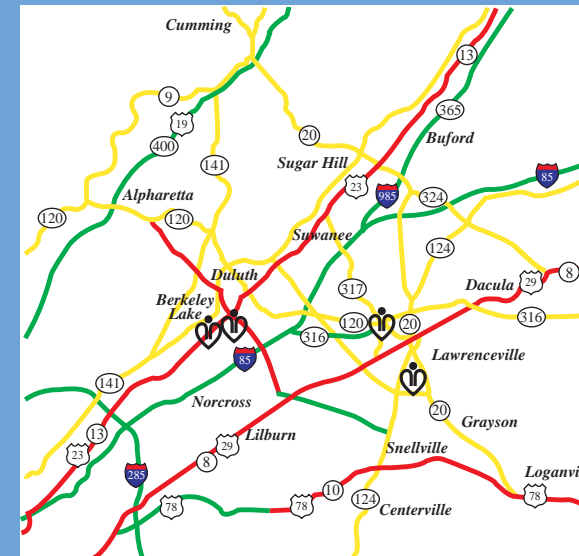 Cumming
13
9
365
19
20
Buford
400
141
Sugar Hill
85
23
985
Alpharetta
324
120
120
Suwanee
124
Duluth
8
317
Dacula
29
Berkeley
Lake
120
20
316
316
85
Lawrenceville
141
Norcross
20
Grayson
13
Lilburn
29
Snellville
23
8
285
Loganvi
10
78
78
124
78
Centerville